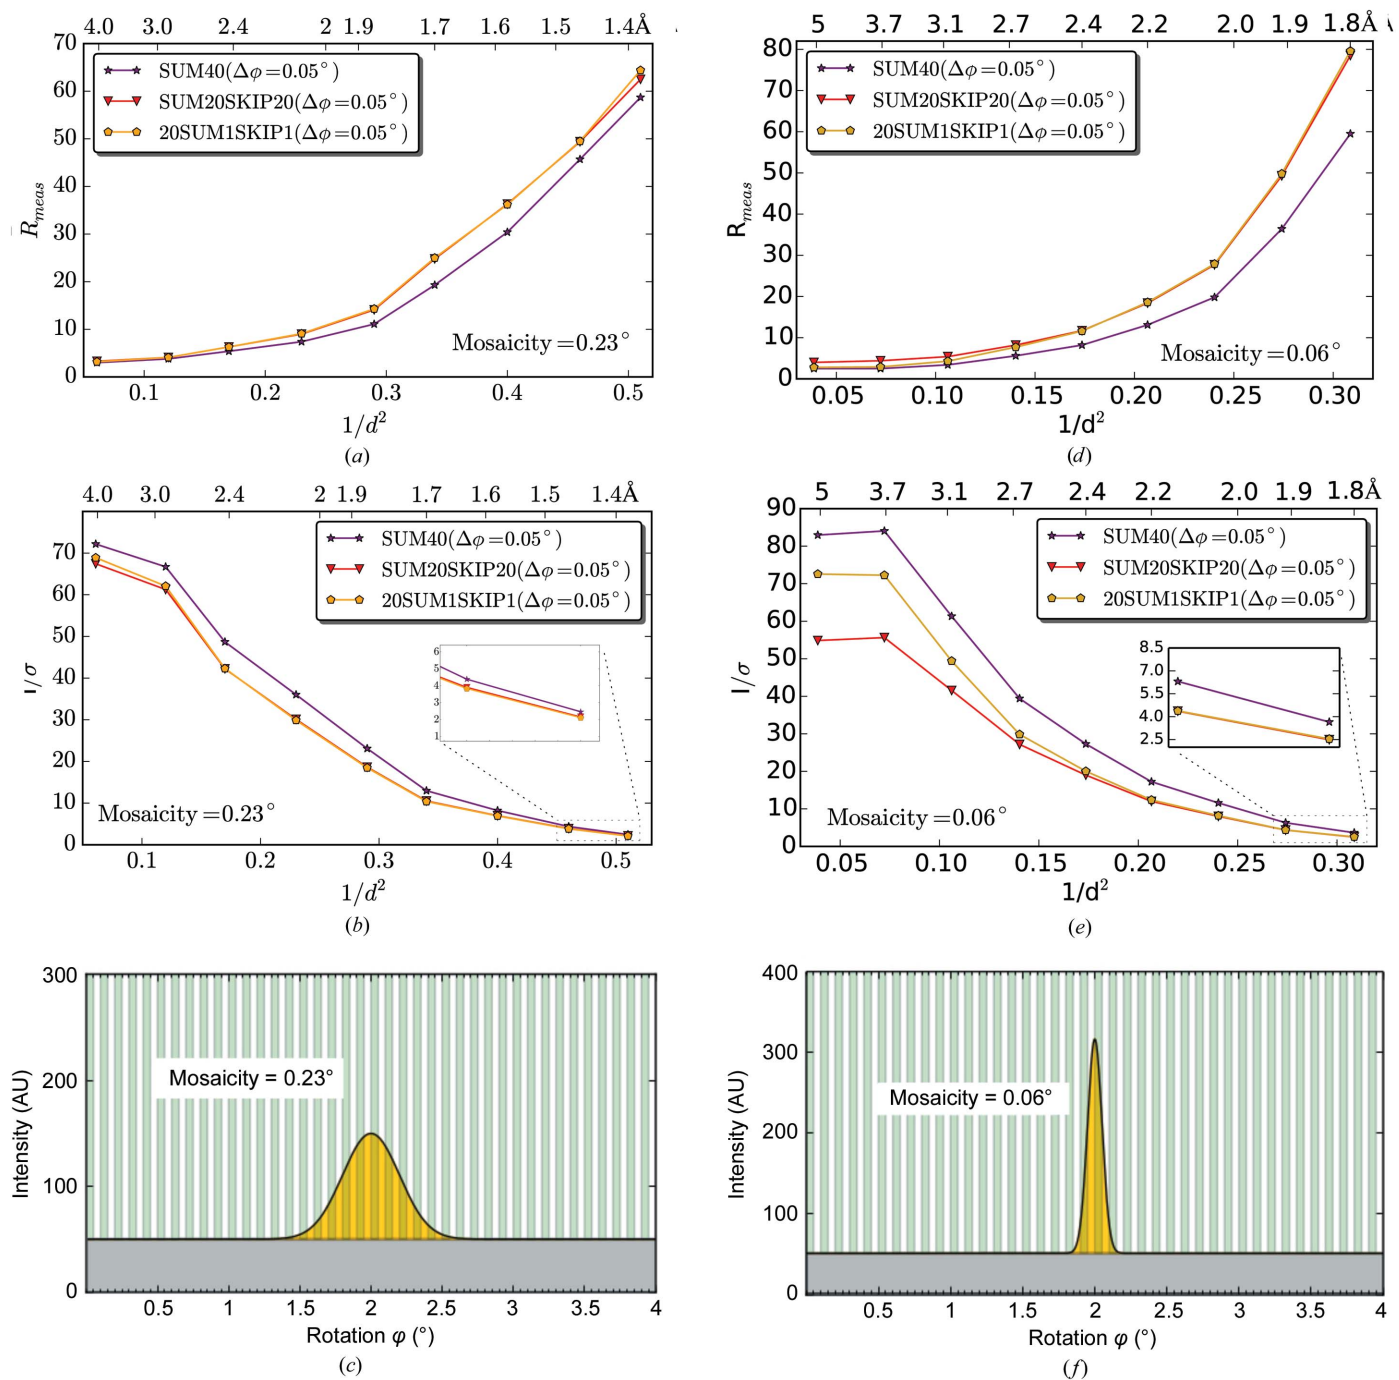 4.0 3.0 2.4 2 1.9 1.7 1.6 1.5 1.4Å
70
60
50
40
30
20
10
0
R̄meas
SUM40(Δφ=0.05°)
SUM20SKIP20(Δφ=0.05°)
20SUM1SKIP1(Δφ=0.05°)
Mosaicity=0.23°
0.1 0.2 0.3 0.4 0.5
1/d²
(a)
5 3.7 3.1 2.7 2.4 2.2 2.0 1.9 1.8Å
80
70
60
50
40
30
20
10
0
Rmeas
SUM40(Δφ=0.05°)
SUM20SKIP20(Δφ=0.05°)
20SUM1SKIP1(Δφ=0.05°)
Mosaicity=0.06°
0.05 0.10 0.15 0.20 0.25 0.30
1/d²
(d)
4.0 3.0 2.4 2 1.9 1.7 1.6 1.5 1.4Å
70
60
50
40
30
20
10
0
I/σ
SUM40(Δφ=0.05°)
SUM20SKIP20(Δφ=0.05°)
20SUM1SKIP1(Δφ=0.05°)
6
5
4
3
2
1
Mosaicity=0.23°
0.1 0.2 0.3 0.4 0.5
1/d²
(b)
5 3.7 3.1 2.7 2.4 2.2 2.0 1.9 1.8Å
90
80
70
60
50
40
30
20
10
0
I/σ
SUM40(Δφ=0.05°)
SUM20SKIP20(Δφ=0.05°)
20SUM1SKIP1(Δφ=0.05°)
8.5
7.0
5.5
4.0
2.5
Mosaicity=0.06°
0.05 0.10 0.15 0.20 0.25 0.30
1/d²
(e)
300
200
100
0
Intensity (AU)
Mosaicity = 0.23°
0.5 1 1.5 2 2.5 3 3.5 4
Rotation φ (°)
(c)
400
300
200
100
0
Intensity (AU)
Mosaicity = 0.06°
0.5 1 1.5 2 2.5 3 3.5 4
Rotation φ (°)
(f)